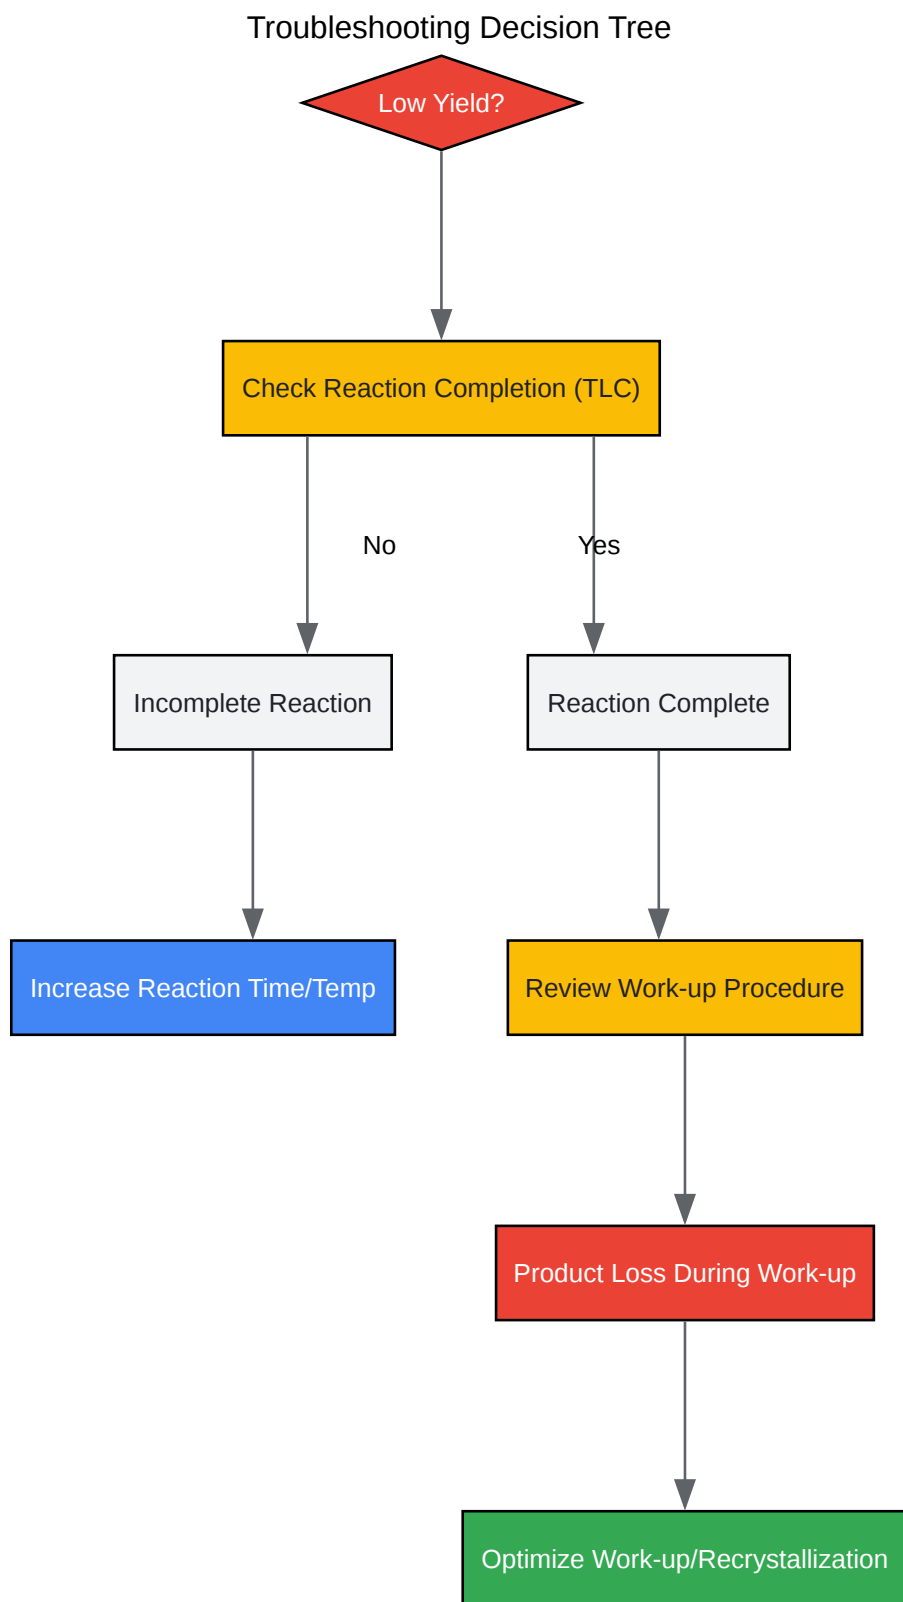 Troubleshooting Decision Tree
Low Yield?
Check Reaction Completion (TLC)
No
Yes
Incomplete Reaction
Reaction Complete
Increase Reaction Time/Temp
Review Work-up Procedure
Product Loss During Work-up
Optimize Work-up/Recrystallization